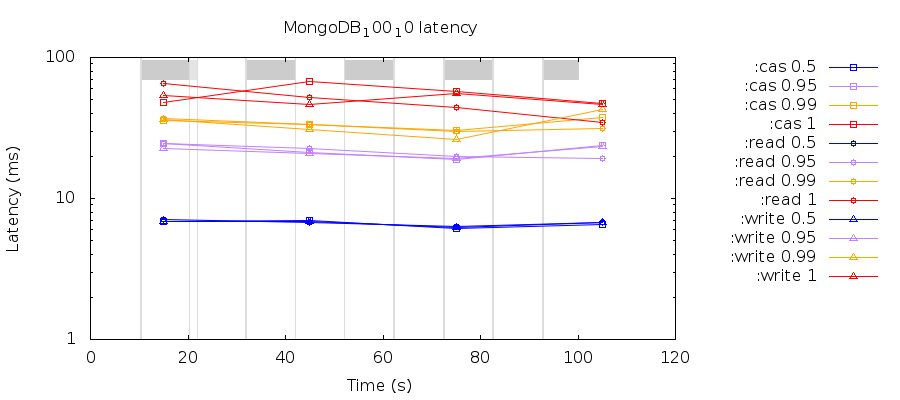 MongoDB₁00₁0 latency
100
10
1
Latency (ms)
0 20 40 60 80 100 120
Time (s)
:cas 0.5
:cas 0.95
:cas 0.99
:cas 1
:read 0.5
:read 0.95
:read 0.99
:read 1
:write 0.5
:write 0.95
:write 0.99
:write 1